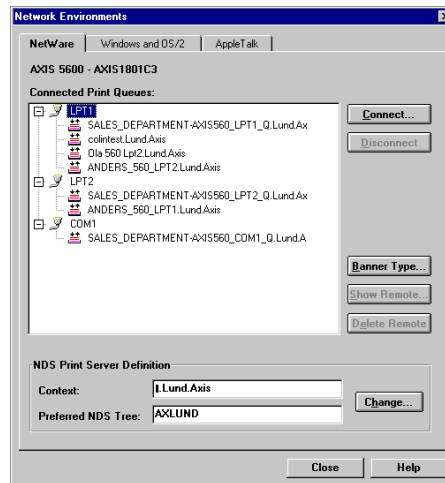 Network Environments
NetWare
Windows and OS/2
AppleTalk
AXIS 5600 - AXIS1801C3
Connected Print Queues:
LPT1
SALES_DEPARTMENT-AXIS560_LPT1_Q.Lund.Ax
colintest.Lund.Axis
Ola 560 Lpt2.Lund.Axis
ANDERS_560_LPT2.Lund.Axis
LPT2
SALES_DEPARTMENT-AXIS560_LPT2_Q.Lund.Ax
ANDERS_560_LPT1.Lund.Axis
COM1
SALES_DEPARTMENT-AXIS560_COM1_Q.Lund.A
Connect...
Disconnect
Banner Type...
Show Remote...
Delete Remote
NDS Print Server Definition
Context:
.Lund.Axis
Change...
Preferred NDS Tree:
AXLUND
Close
Help